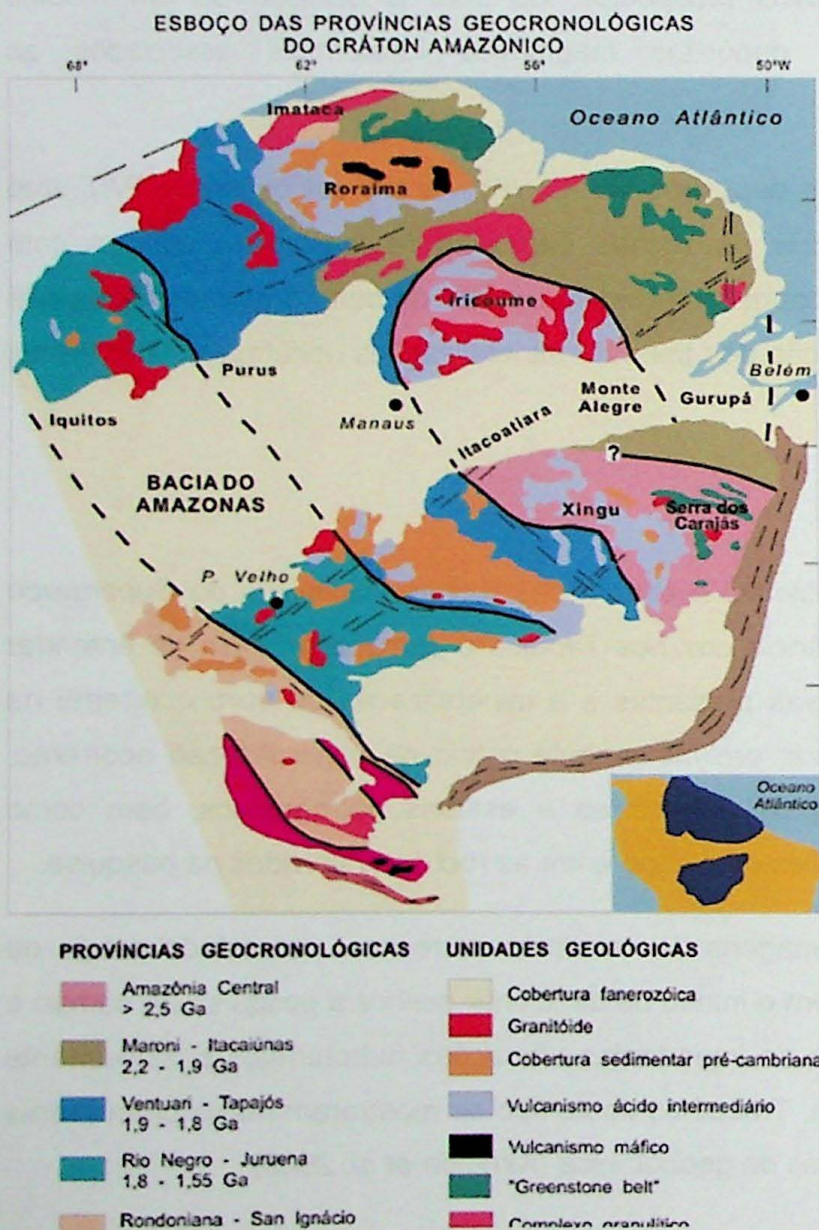 ESBOÇO DAS PROVÍNCIAS GEOCRONOLÓGICAS
DO CRÁTON AMAZÔNICO
68°
62°
56°
50°W
Imataca
Oceano Atlântico
Roraima
Iricoume
Purus
Iquitos
Manaus
Itacoatiara
Monte
Alegre
Gurupá
Belém
?
BACIA DO
AMAZONAS
Xingu
Serra dos
Carajás
P. Velho
Oceano
Atlântico
PROVÍNCIAS GEOCRONOLÓGICAS
Amazônia Central
> 2,5 Ga
Maroni - Itacaiúnas
2,2 - 1,9 Ga
Ventuari - Tapajós
1,9 - 1,8 Ga
Rio Negro - Juruena
1,8 - 1,55 Ga
Rondoniana - San Ignácio
UNIDADES GEOLÓGICAS
Cobertura fanerozóica
Granitóide
Cobertura sedimentar pré-cambriana
Vulcanismo ácido intermediário
Vulcanismo máfico
"Greenstone belt"
Complexo granulítico